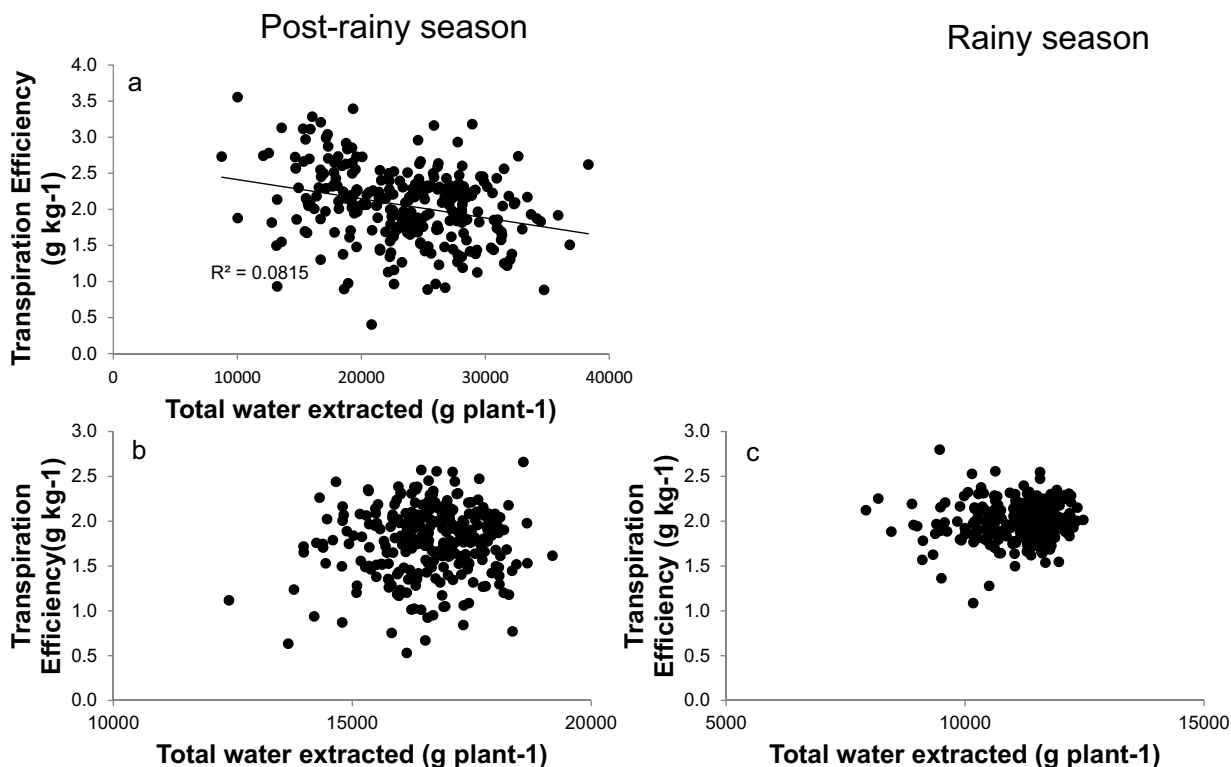 Post-rainy season
Rainy season
a
4.0
3.5
3.0
2.5
2.0
1.5
1.0
0.5
0.0
Transpiration Efficiency
(g kg-1)
R² = 0.0815
0 10000 20000 30000 40000
Total water extracted (g plant-1)
b
3.0
2.5
2.0
1.5
1.0
0.5
0.0
Transpiration
Efficiency(g kg-1)
10000 15000 20000
Total water extracted (g plant-1)
c
3.0
2.5
2.0
1.5
1.0
0.5
0.0
Transpiration
Efficiency (g kg-1)
5000 10000 15000
Total water extracted (g plant-1)